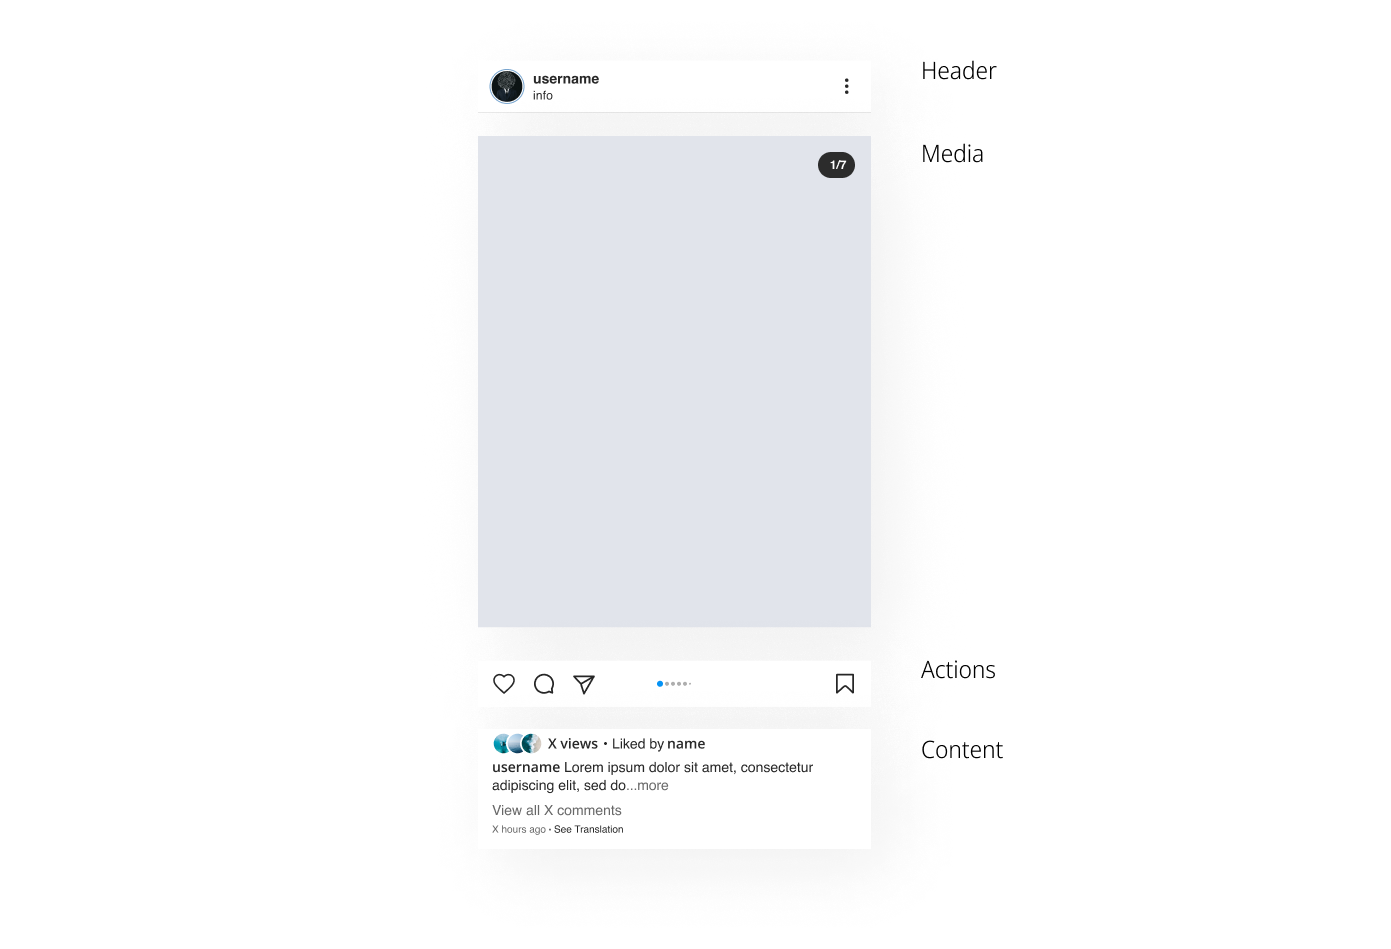 username
info
Header
Media
1/7
Actions
X views • Liked by name
Content
username Lorem ipsum dolor sit amet, consectetur
adipiscing elit, sed do...more
View all X comments
X hours ago • See Translation